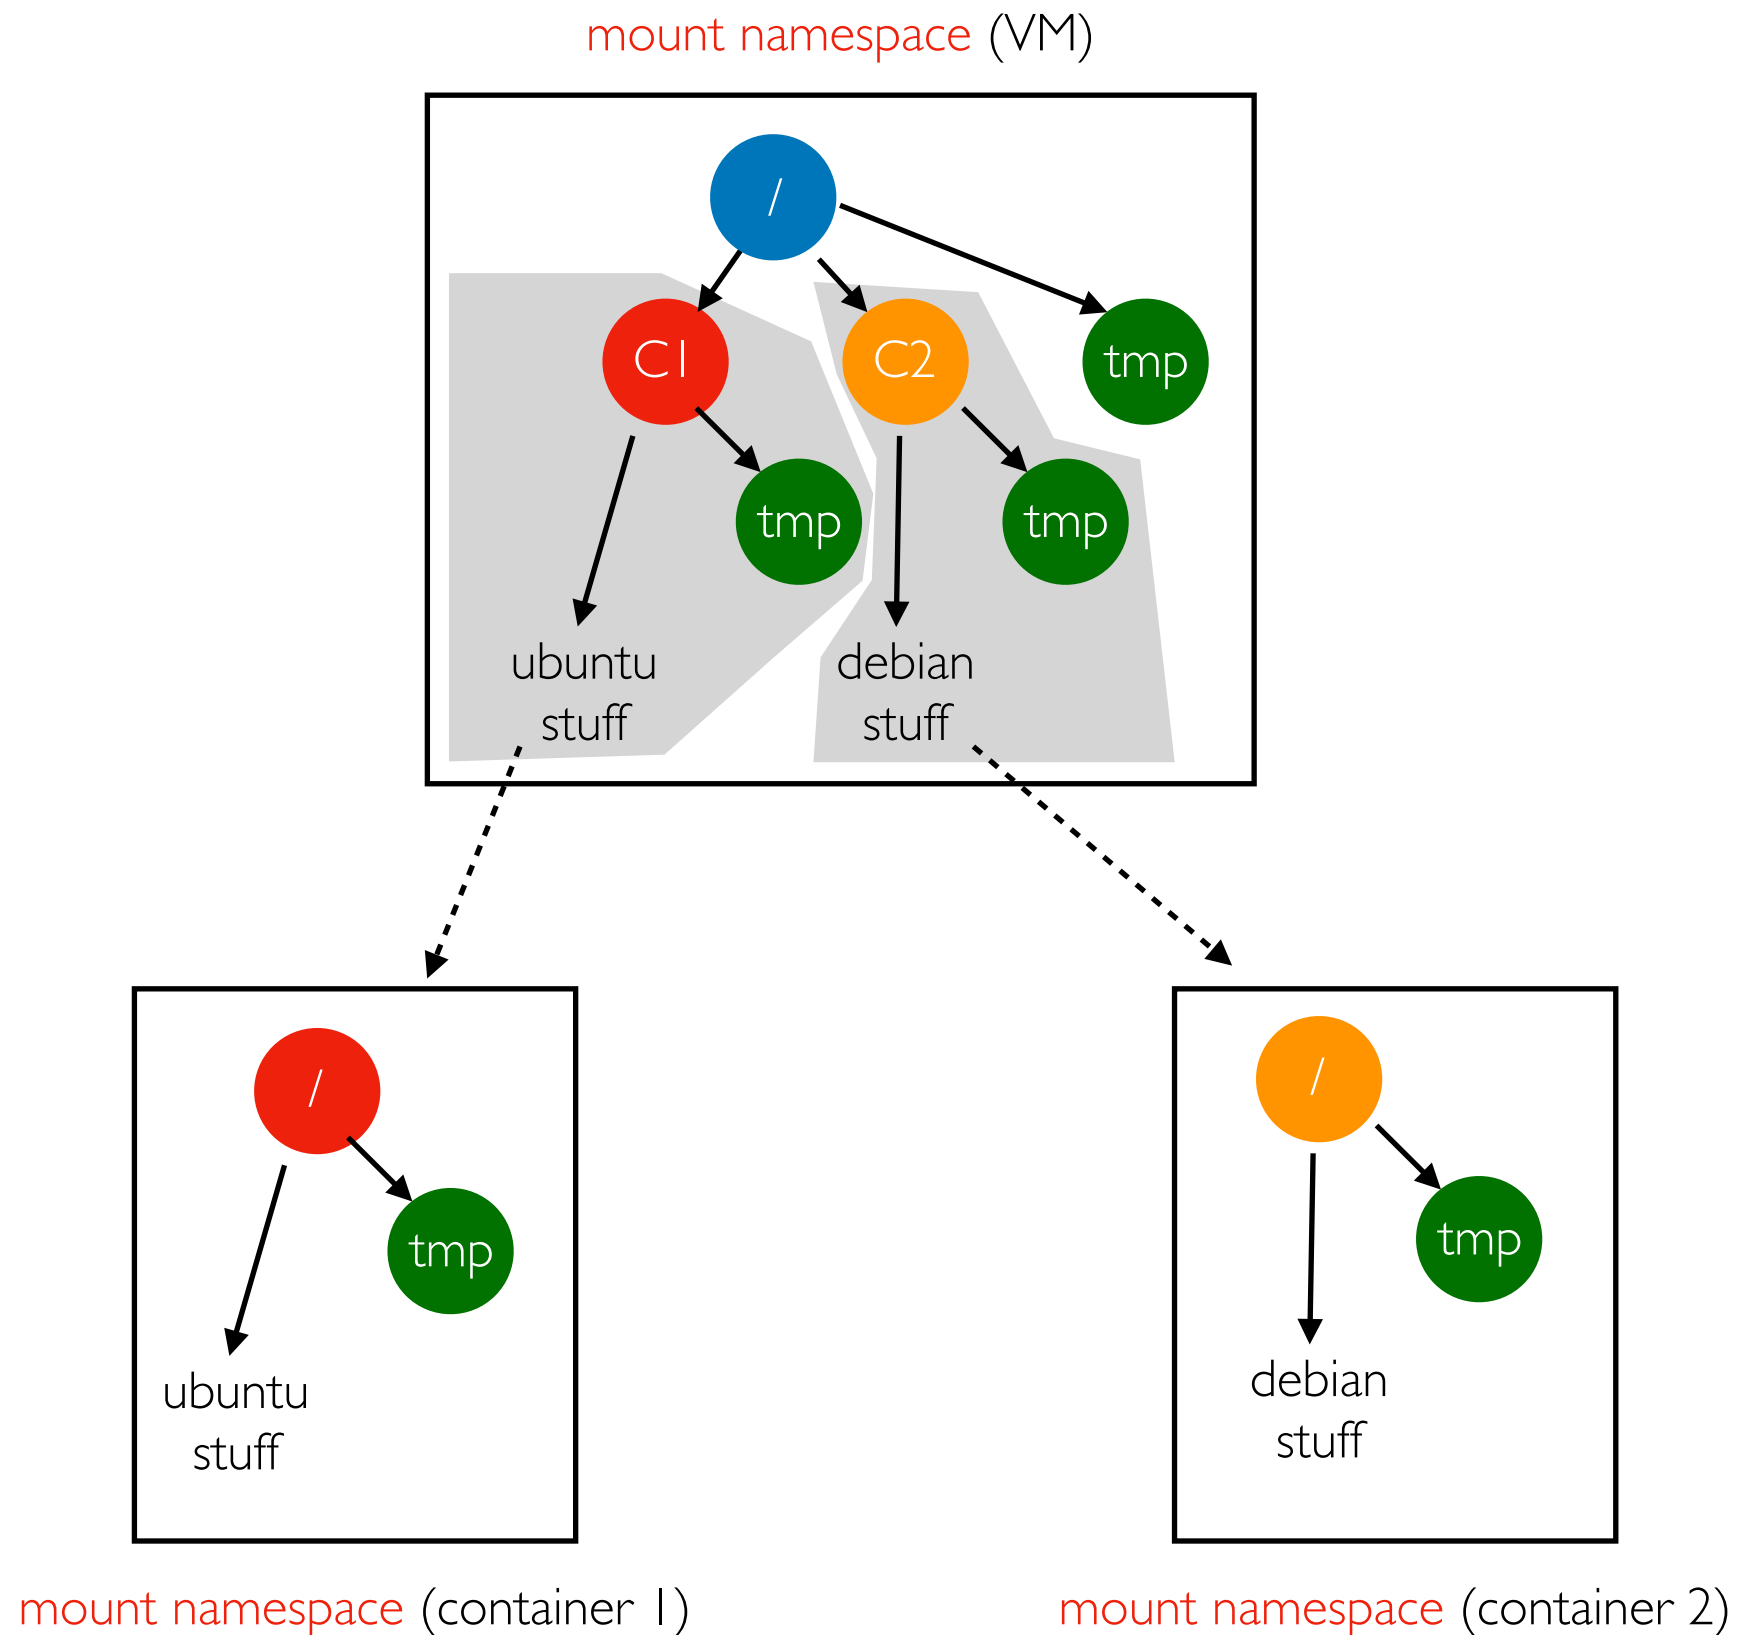 mount namespace (VM)
/
C1
C2
tmp
tmp
tmp
ubuntu
stuff
debian
stuff
/
tmp
ubuntu
stuff
mount namespace (container 1)
/
tmp
debian
stuff
mount namespace (container 2)